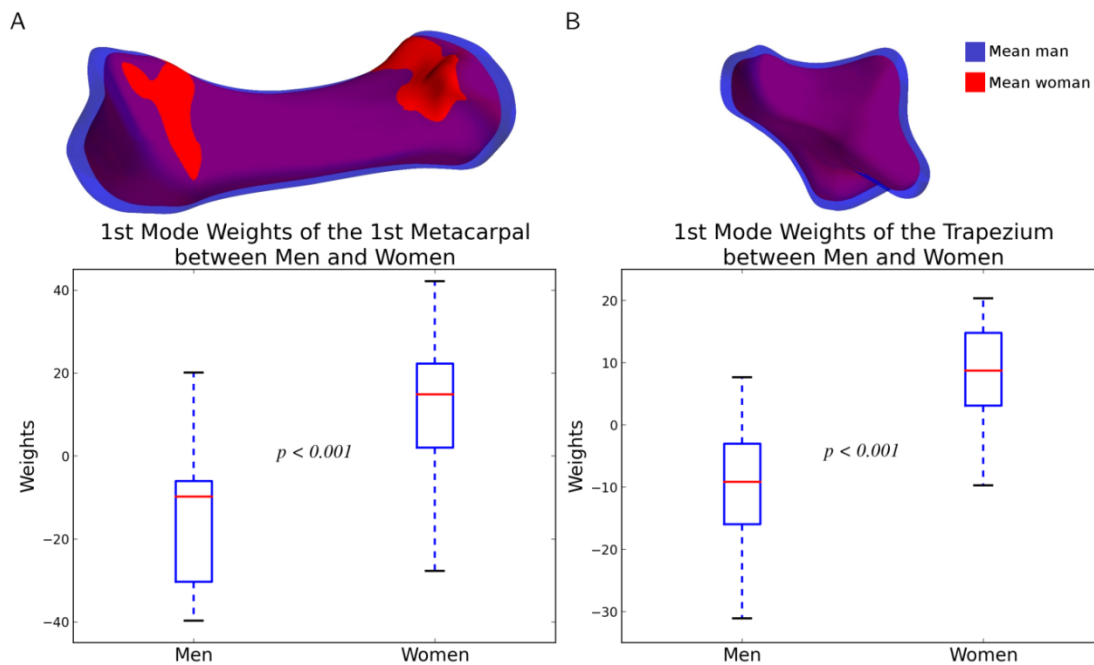 A
B
Mean man
Mean woman
1st Mode Weights of the 1st Metacarpal
between Men and Women
40
20
0
−20
−40
Weights
p < 0.001
Men
Women
1st Mode Weights of the Trapezium
between Men and Women
20
10
0
−10
−20
−30
Weights
p < 0.001
Men
Women